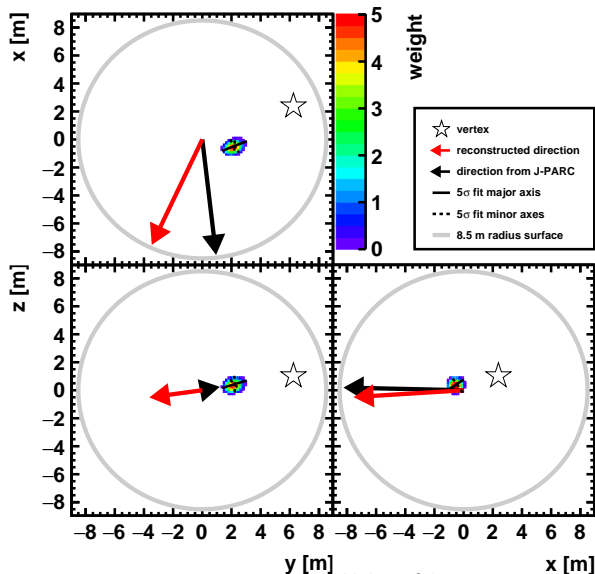 x [m]
8
6
4
2
0
−2
−4
−6
−8
5
4
3
2
1
0
weight
vertex
reconstructed direction
direction from J-PARC
5σ fit major axis
5σ fit minor axes
8.5 m radius surface
z [m]
8
6
4
2
0
−2
−4
−6
−8
−8 −6 −4 −2 0 2 4 6 8
−8 −6 −4 −2 0 2 4 6 8
y [m]
x [m]